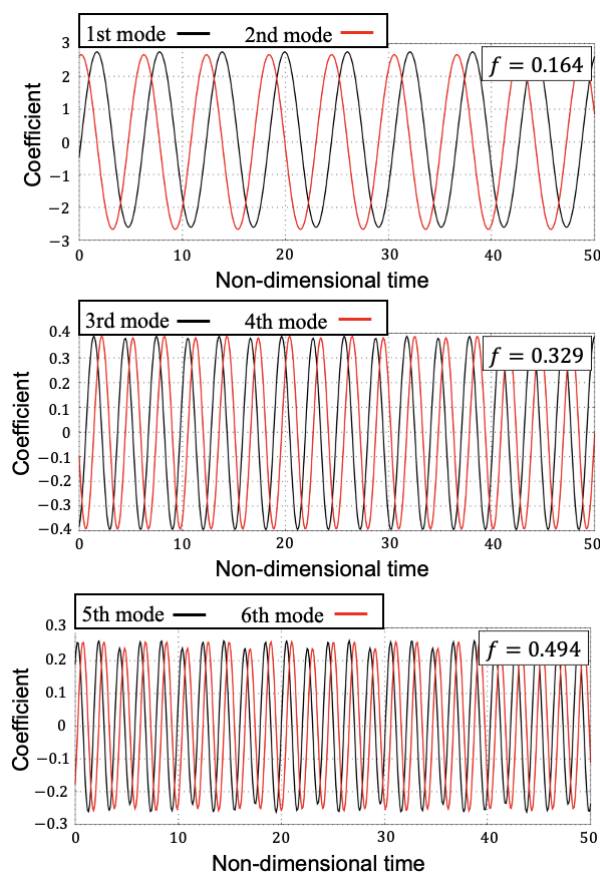 1st mode 2nd mode
f = 0.164
Coefficient
3
2
1
0
−1
−2
−3
0 10 20 30 40 50
Non-dimensional time
3rd mode 4th mode
f = 0.329
Coefficient
0.4
0.3
0.2
0.1
0
−0.1
−0.2
−0.3
−0.4
0 10 20 30 40 50
Non-dimensional time
5th mode 6th mode
f = 0.494
Coefficient
0.3
0.2
0.1
0
−0.1
−0.2
−0.3
0 10 20 30 40 50
Non-dimensional time